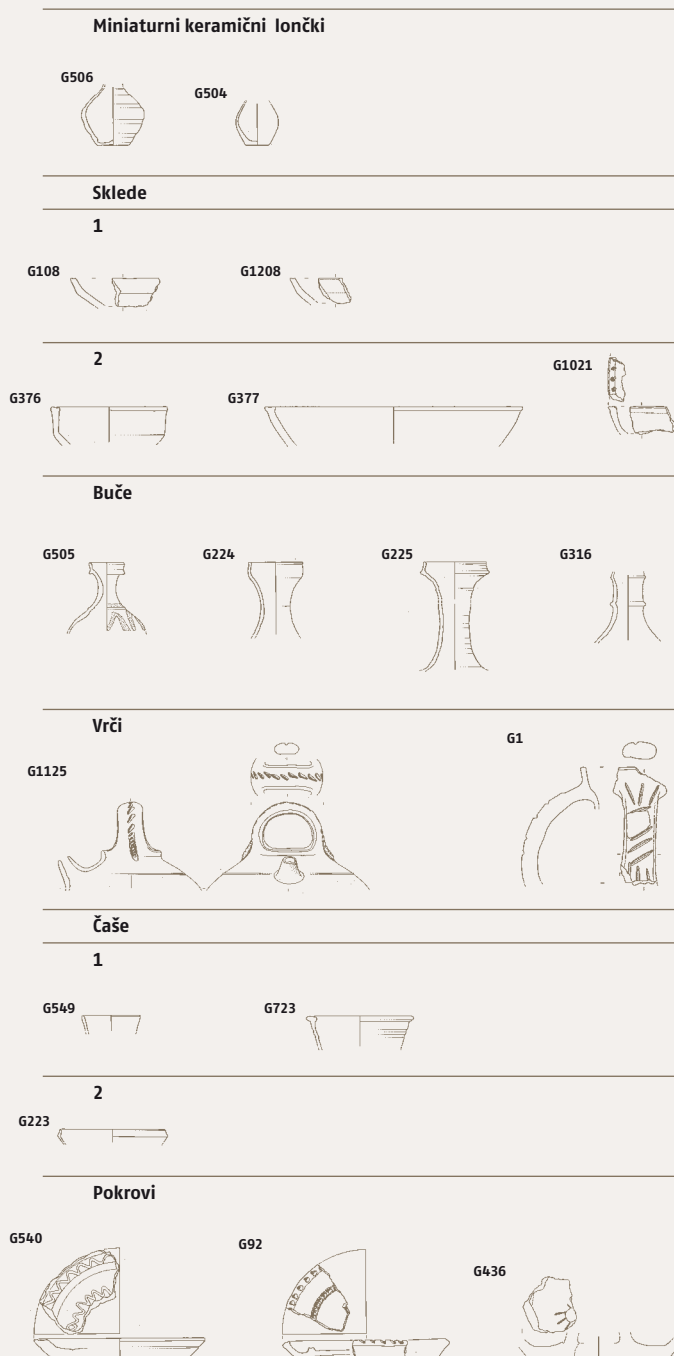 Miniaturni keramični lončki
G506
G504
Sklede
1
G108
G1208
2
G376
G377
G1021
Buče
G505
G224
G225
G316
Vrči
G1125
G1
Čaše
1
G549
G723
2
G223
Pokrovi
G540
G92
G436